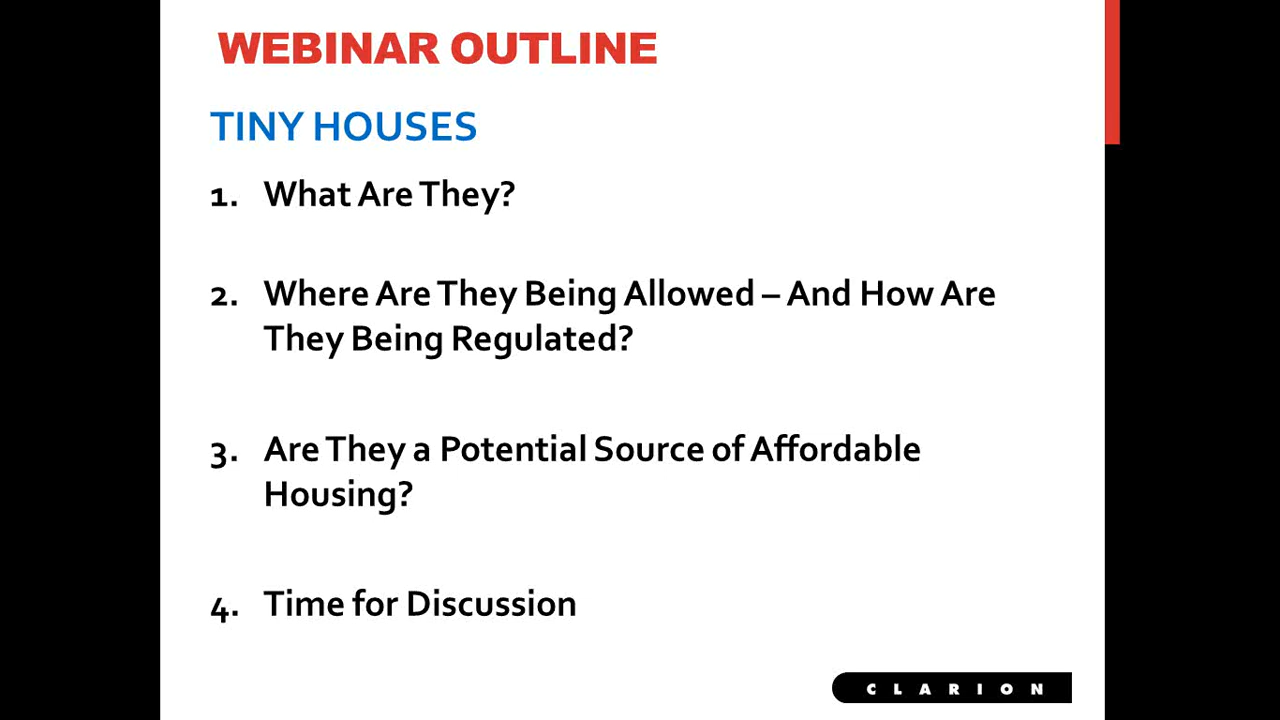 WEBINAR OUTLINE
TINY HOUSES
1. What Are They?
2. Where Are They Being Allowed – And How Are
They Being Regulated?
3. Are They a Potential Source of Affordable
Housing?
4. Time for Discussion
CLARION